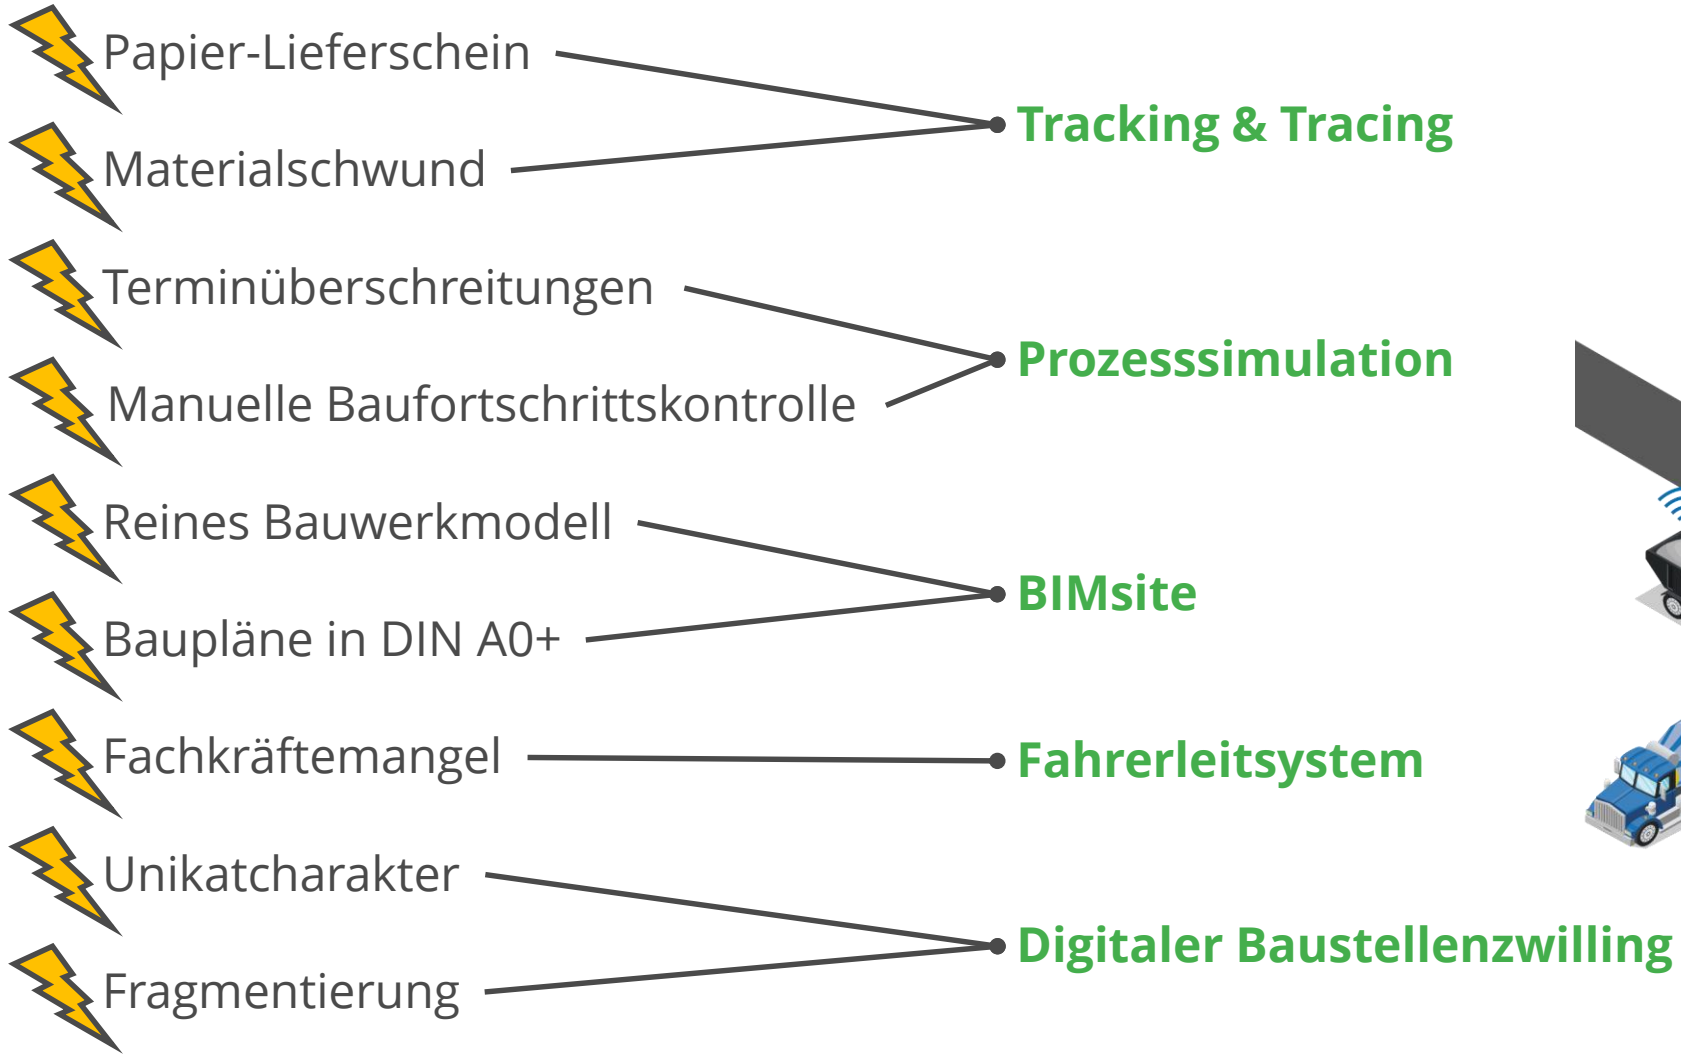 Papier-Lieferschein
Materialschwund
Tracking & Tracing
Terminüberschreitungen
Manuelle Baufortschrittskontrolle
Prozesssimulation
Reines Bauwerkmodell
Baupläne in DIN A0+
BIMsite
Fachkräftemangel
Fahrerleitsystem
Unikatcharakter
Fragmentierung
Digitaler Baustellenzwilling